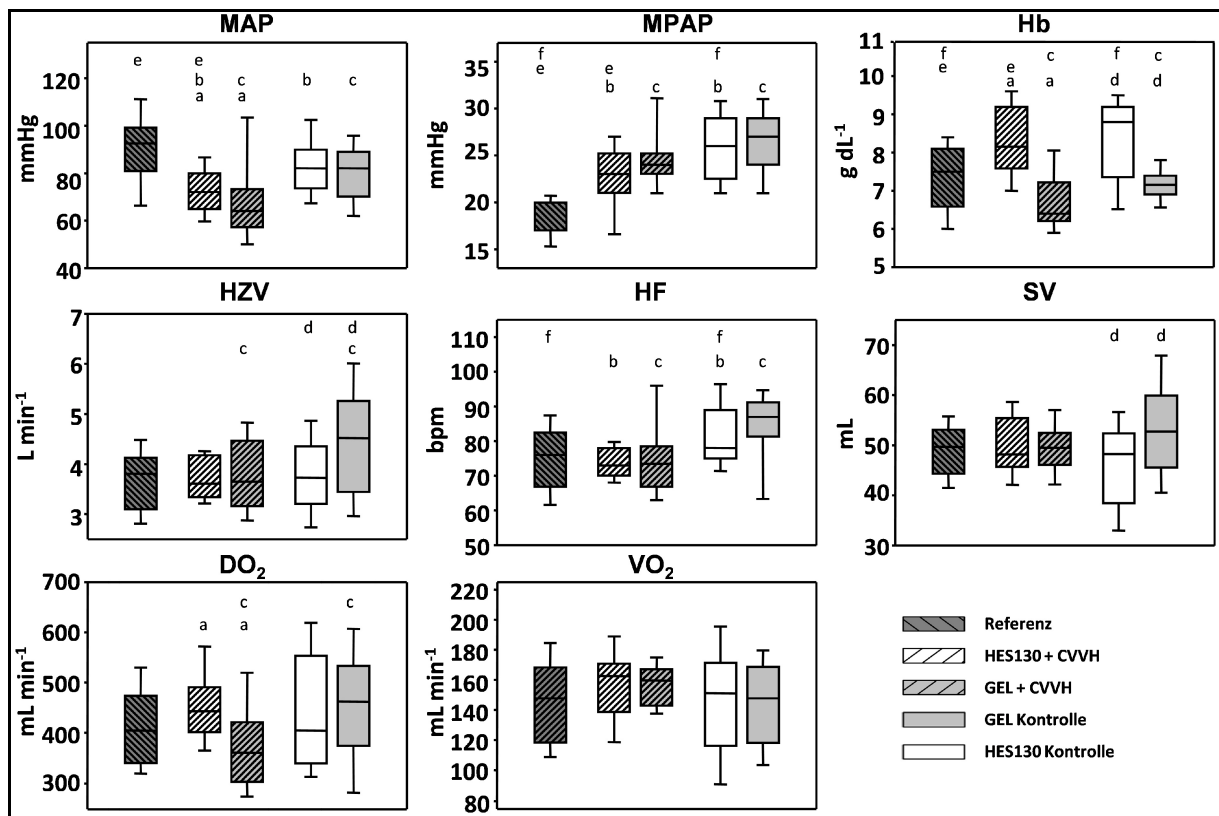 MAP
mmHg
120
100
80
60
40
e e
b c b c
a a
MPAP
mmHg
35
30
25
20
15
f f
e e
b c b c
Hb
g dL⁻¹
11
10
9
8
7
6
5
f c f c
e e
a a d d
HZV
L min⁻¹
7
6
5
4
3
d d
c c
HF
bpm
110
100
90
80
70
60
50
f f
b c b c
SV
mL
70
60
50
40
30
d d
DO₂
mL min⁻¹
700
600
500
400
300
c c
a a
VO₂
mL min⁻¹
220
200
180
160
140
120
100
80
Referenz
HES130 + CVVH
GEL + CVVH
GEL Kontrolle
HES130 Kontrolle